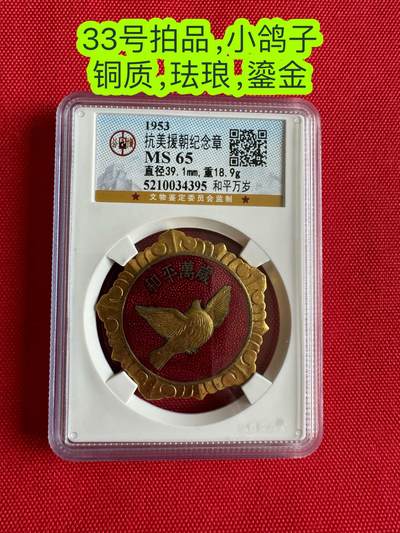 33号拍品,小鸽子
铜质,珐琅,鎏金
1953
抗美援朝纪念章
MS 65
直径39.1mm,重18.9g
5210034395 和平万岁
★ 文物鉴定委员会监制 ★
和平萬歲